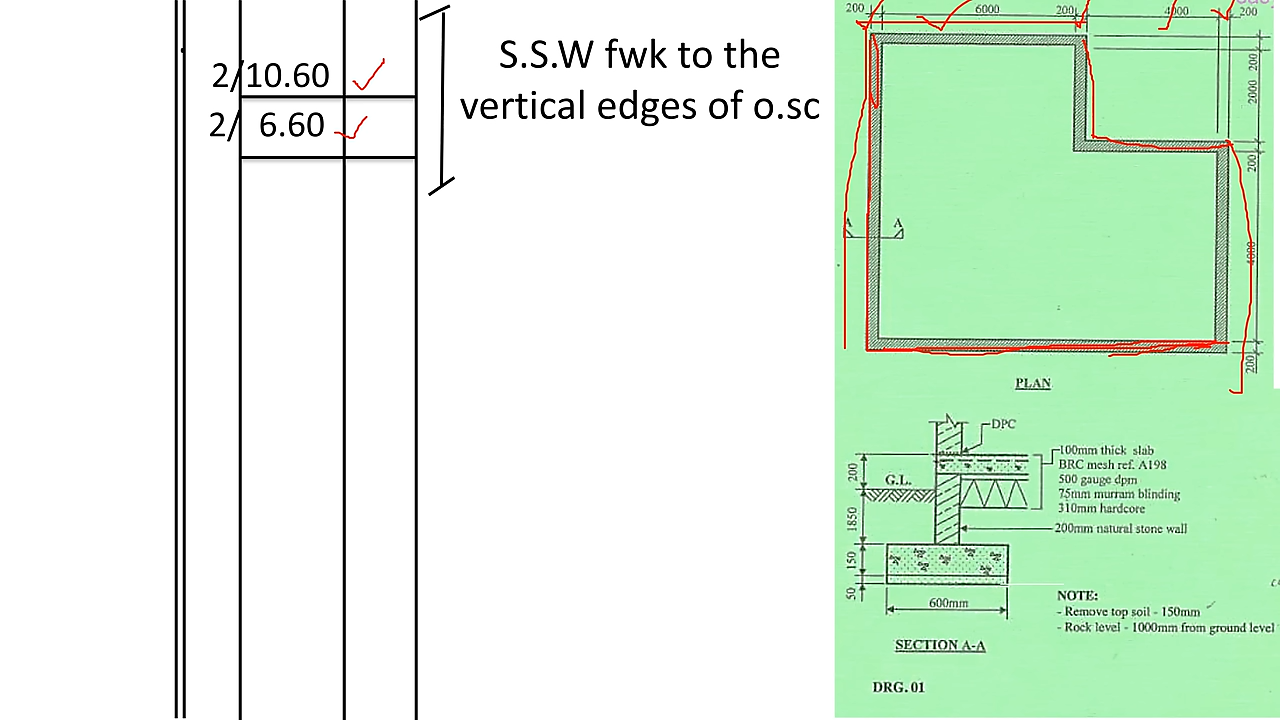 2/10.60
2/ 6.60
S.S.W fwk to the
vertical edges of o.sc
200 6000 200 4000 200
200
2000
200
4000
200
A A
PLAN
DPC
100mm thick slab
BRC mesh ref. A198
500 gauge dpm
75mm murram blinding
310mm hardcore
200mm natural stone wall
G.L.
200
1850
150
50
600mm
SECTION A-A
NOTE:
- Remove top soil - 150mm
- Rock level - 1000mm from ground level
DRG. 01